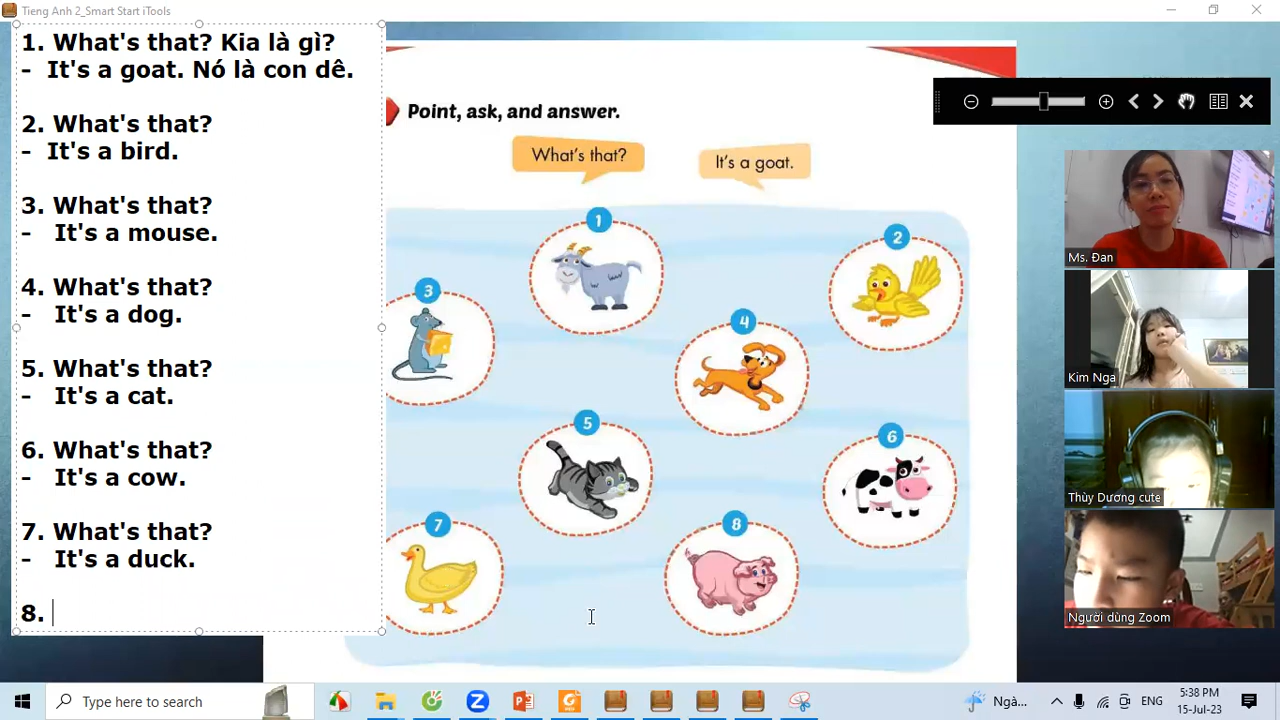 Tieng Anh 2_Smart Start iTools
1. What's that? Kia là gì?
- It's a goat. Nó là con dê.
2. What's that?
- It's a bird.
3. What's that?
- It's a mouse.
4. What's that?
- It's a dog.
5. What's that?
- It's a cat.
6. What's that?
- It's a cow.
7. What's that?
- It's a duck.
8.
Point, ask, and answer.
What's that?
It's a goat.
1
2
3
4
5
6
7
8
Ms. Đan
Kim Nga
Thùy Dương cute
Người dùng Zoom
Type here to search
Ngà...
ENG
5:38 PM
15-Jul-23